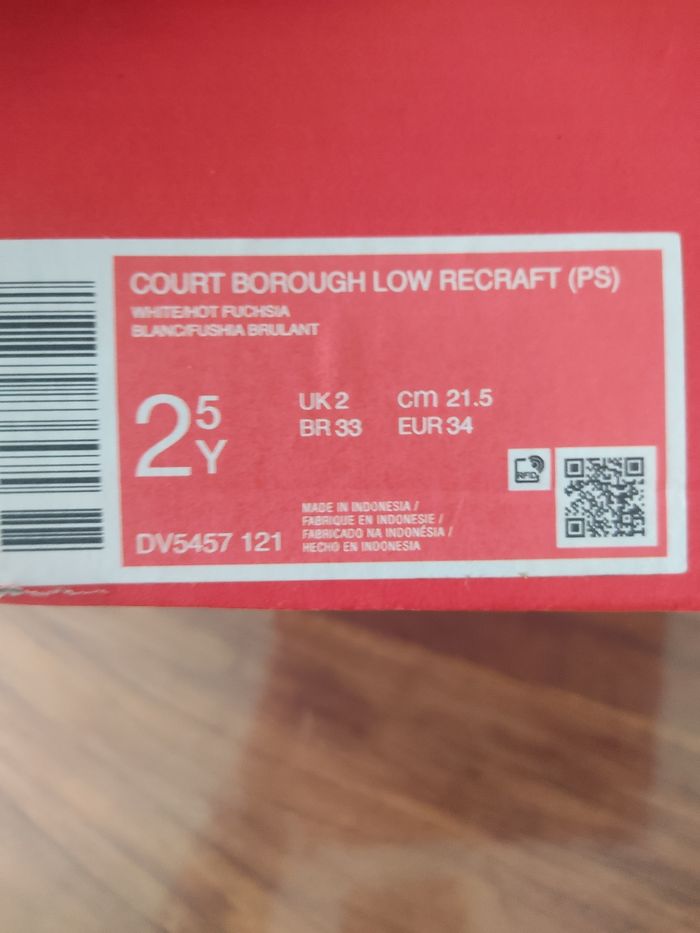 COURT BOROUGH LOW RECRAFT (PS)
WHITE/HOT FUCHSIA
BLANC/FUSHIA BRULANT
2 5 Y
UK 2 cm 21.5
BR 33 EUR 34
RFID
MADE IN INDONESIA /
FABRIQUE EN INDONESIE /
FABRICADO NA INDONÉSIA /
HECHO EN INDONESIA
DV5457 121